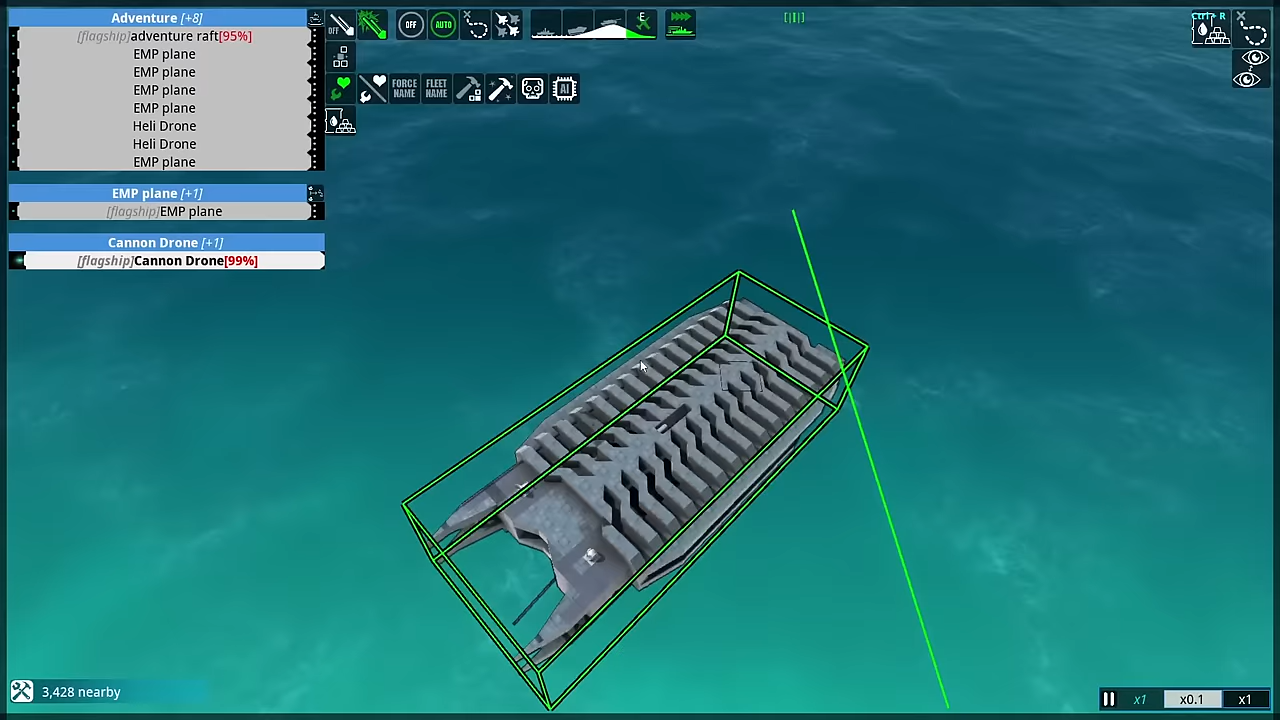 Adventure [+8]
[flagship]adventure raft[95%]
EMP plane
EMP plane
EMP plane
EMP plane
Heli Drone
Heli Drone
EMP plane
EMP plane [+1]
[flagship]EMP plane
Cannon Drone [+1]
[flagship]Cannon Drone[99%]
OFF
OFF
AUTO
E
FORCE NAME
FLEET NAME
AI
[||||]
Ctrl+ R
3,428 nearby
x1
x0.1
x1